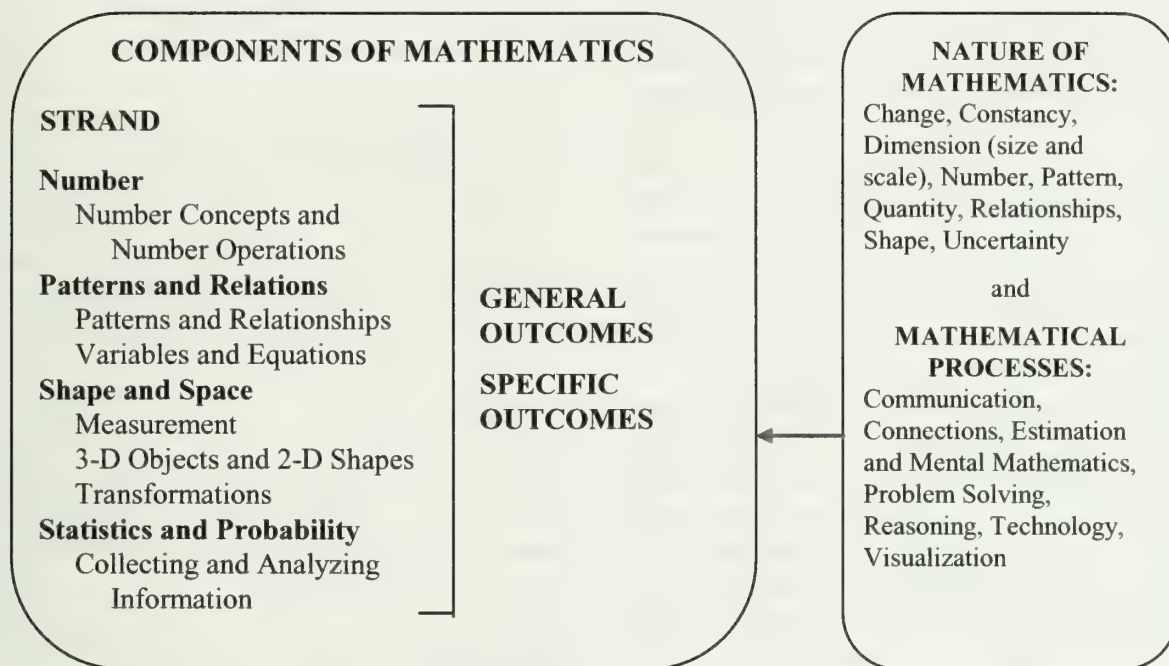 COMPONENTS OF MATHEMATICS
STRAND
Number
Number Concepts and
Number Operations
Patterns and Relations
Patterns and Relationships
Variables and Equations
Shape and Space
Measurement
3-D Objects and 2-D Shapes
Transformations
Statistics and Probability
Collecting and Analyzing
Information
GENERAL
OUTCOMES
SPECIFIC
OUTCOMES
NATURE OF
MATHEMATICS:
Change, Constancy,
Dimension (size and
scale), Number, Pattern,
Quantity, Relationships,
Shape, Uncertainty
and
MATHEMATICAL
PROCESSES:
Communication,
Connections, Estimation
and Mental Mathematics,
Problem Solving,
Reasoning, Technology,
Visualization